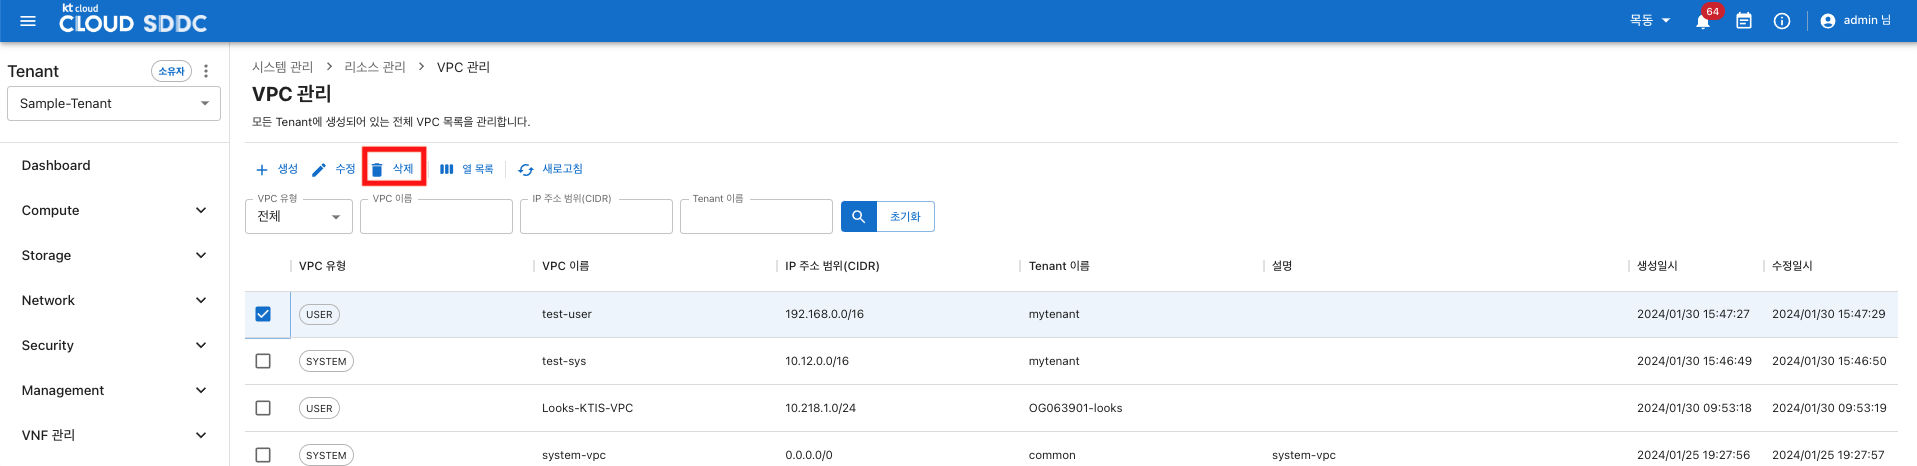 kt cloud
CLOUD SDDC
목동
64
admin 님
Tenant
소유자
Sample-Tenant
Dashboard
Compute
Storage
Network
Security
Management
VNF 관리
시스템 관리 > 리소스 관리 > VPC 관리
VPC 관리
모든 Tenant에 생성되어 있는 전체 VPC 목록을 관리합니다.
생성 수정 삭제 열 목록 새로고침
VPC 유형 VPC 이름 IP 주소 범위(CIDR) Tenant 이름
전체 초기화
VPC 유형 VPC 이름 IP 주소 범위(CIDR) Tenant 이름 설명 생성일시 수정일시
USER test-user 192.168.0.0/16 mytenant 2024/01/30 15:47:27 2024/01/30 15:47:29
SYSTEM test-sys 10.12.0.0/16 mytenant 2024/01/30 15:46:49 2024/01/30 15:46:50
USER Looks-KTIS-VPC 10.218.1.0/24 OG063901-looks 2024/01/30 09:53:18 2024/01/30 09:53:19
SYSTEM system-vpc 0.0.0.0/0 common system-vpc 2024/01/25 19:27:56 2024/01/25 19:27:57